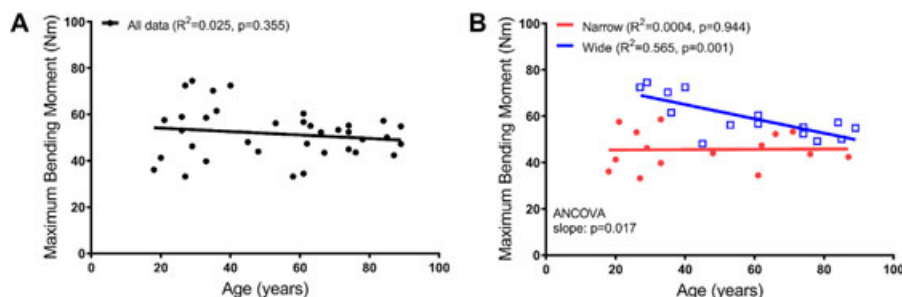 A
All data (R²=0.025, p=0.355)
Maximum Bending Moment (Nm)
100
80
60
40
20
0
0 20 40 60 80 100
Age (years)
B
Narrow (R²=0.0004, p=0.944)
Wide (R²=0.565, p=0.001)
Maximum Bending Moment (Nm)
100
80
60
40
20
0
ANCOVA
slope: p=0.017
0 20 40 60 80 100
Age (years)